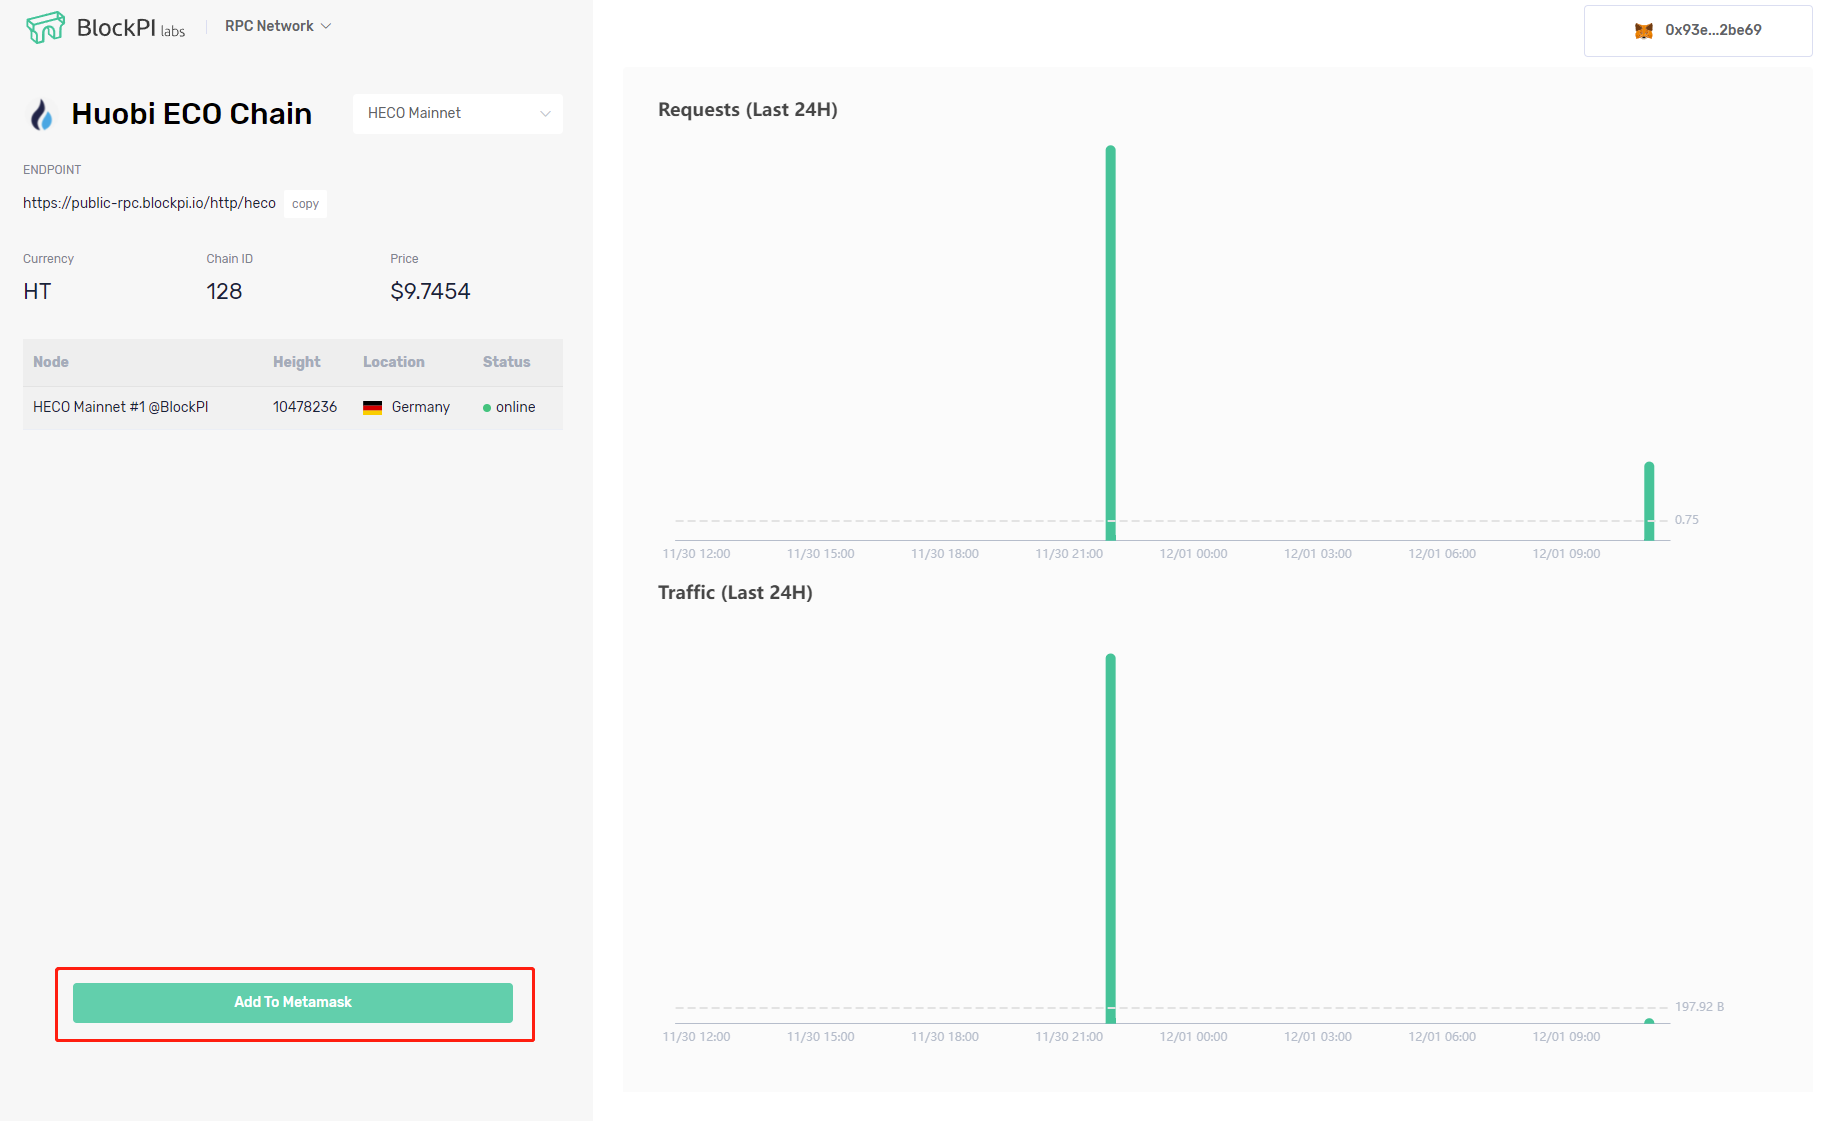 BlockPI labs
RPC Network
0x93e...2be69
Huobi ECO Chain
HECO Mainnet
ENDPOINT
https://public-rpc.blockpi.io/http/heco
copy
Currency Chain ID Price
HT 128 $9.7454
Node Height Location Status
HECO Mainnet #1 @BlockPI 10478236 Germany online
Add To Metamask
Requests (Last 24H)
0.75
11/30 12:00 11/30 15:00 11/30 18:00 11/30 21:00 12/01 00:00 12/01 03:00 12/01 06:00 12/01 09:00
Traffic (Last 24H)
197.92 B
11/30 12:00 11/30 15:00 11/30 18:00 11/30 21:00 12/01 00:00 12/01 03:00 12/01 06:00 12/01 09:00